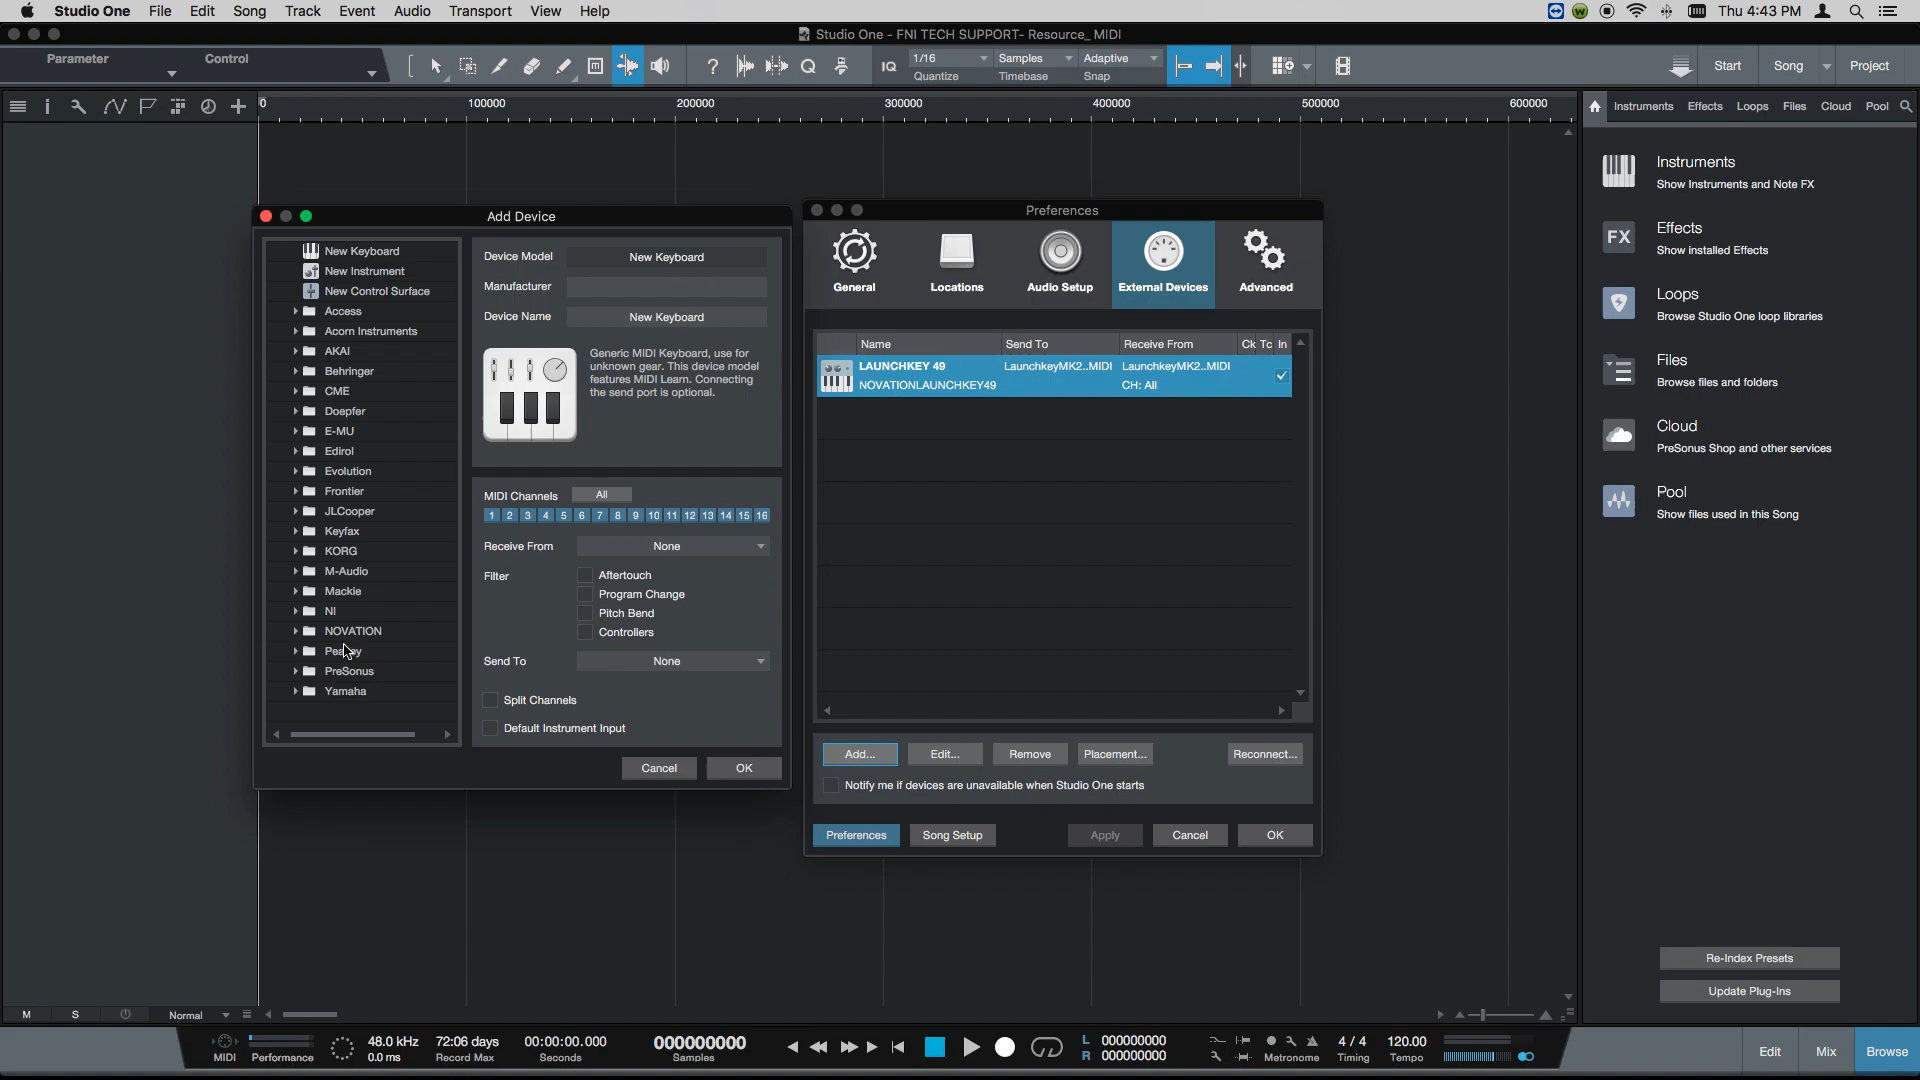 Studio One File Edit Song Track Event Audio Transport View Help
Thu 4:43 PM
Studio One - FNI TECH SUPPORT- Resource_ MIDI
Parameter Control
IQ 1/16 Samples Adaptive
Quantize Timebase Snap
Start Song Project
0 100000 200000 300000 400000 500000 600000
Instruments Effects Loops Files Cloud Pool
Instruments
Show Instruments and Note FX
FX
Effects
Show installed Effects
Loops
Browse Studio One loop libraries
Files
Browse files and folders
Cloud
PreSonus Shop and other services
Pool
Show files used in this Song
Re-Index Presets
Update Plug-Ins
Add Device
New Keyboard
New Instrument
New Control Surface
Access
Acorn Instruments
AKAI
Behringer
CME
Doepfer
E-MU
Edirol
Evolution
Frontier
JLCooper
Keyfax
KORG
M-Audio
Mackie
NI
NOVATION
Peavey
PreSonus
Yamaha
Device Model New Keyboard
Manufacturer
Device Name New Keyboard
Generic MIDI Keyboard, use for
unknown gear. This device model
features MIDI Learn. Connecting
the send port is optional.
MIDI Channels All
1 2 3 4 5 6 7 8 9 10 11 12 13 14 15 16
Receive From None
Filter Aftertouch
Program Change
Pitch Bend
Controllers
Send To None
Split Channels
Default Instrument Input
Cancel OK
Preferences
General Locations Audio Setup External Devices Advanced
Name Send To Receive From Ck Tc In
LAUNCHKEY 49 LaunchkeyMK2..MIDI LaunchkeyMK2..MIDI
NOVATIONLAUNCHKEY49 CH: All
Add... Edit... Remove Placement... Reconnect...
Notify me if devices are unavailable when Studio One starts
Preferences Song Setup Apply Cancel OK
M S Normal
48.0 kHz 72:06 days 00:00:00.000 000000000 L 000000000 4 / 4 120.00
MIDI Performance 0.0 ms Record Max Seconds Samples R 000000000 Metronome Timing Tempo
Edit Mix Browse